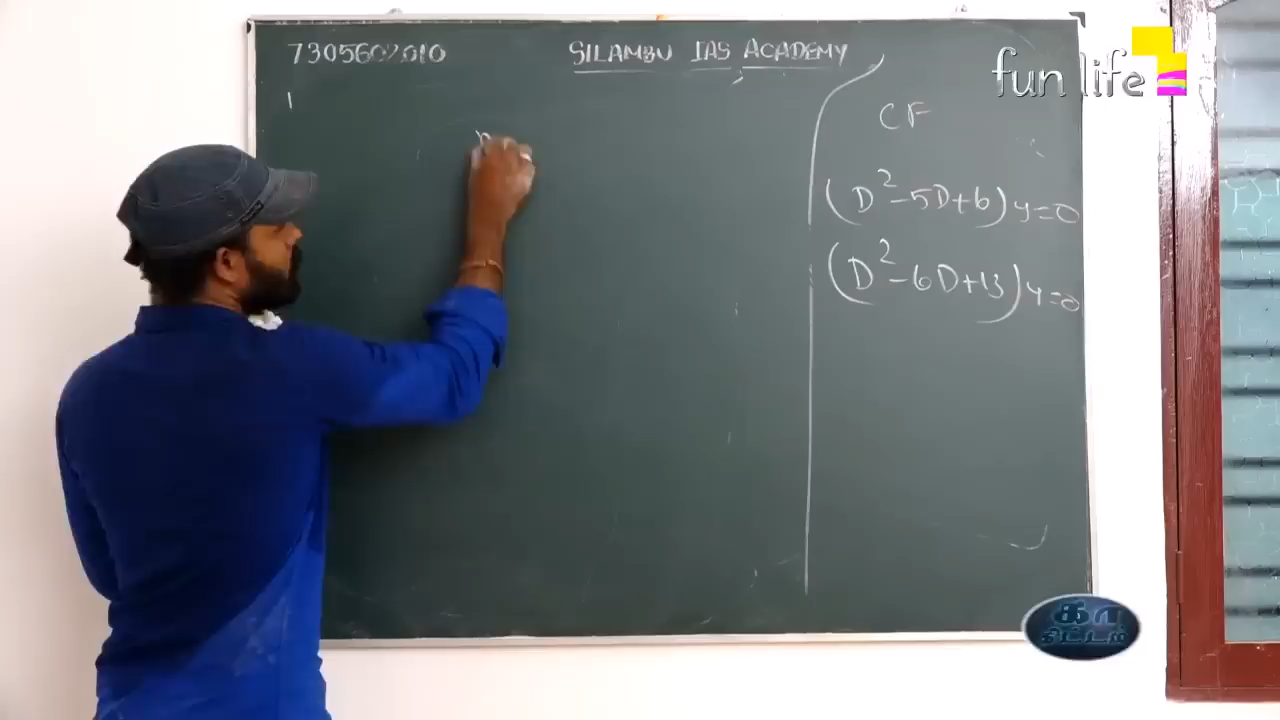 7305602010
SILAMBU IAS ACADEMY
fun life
CF
(D²-5D+6)y=0
(D²-6D+13)y=0